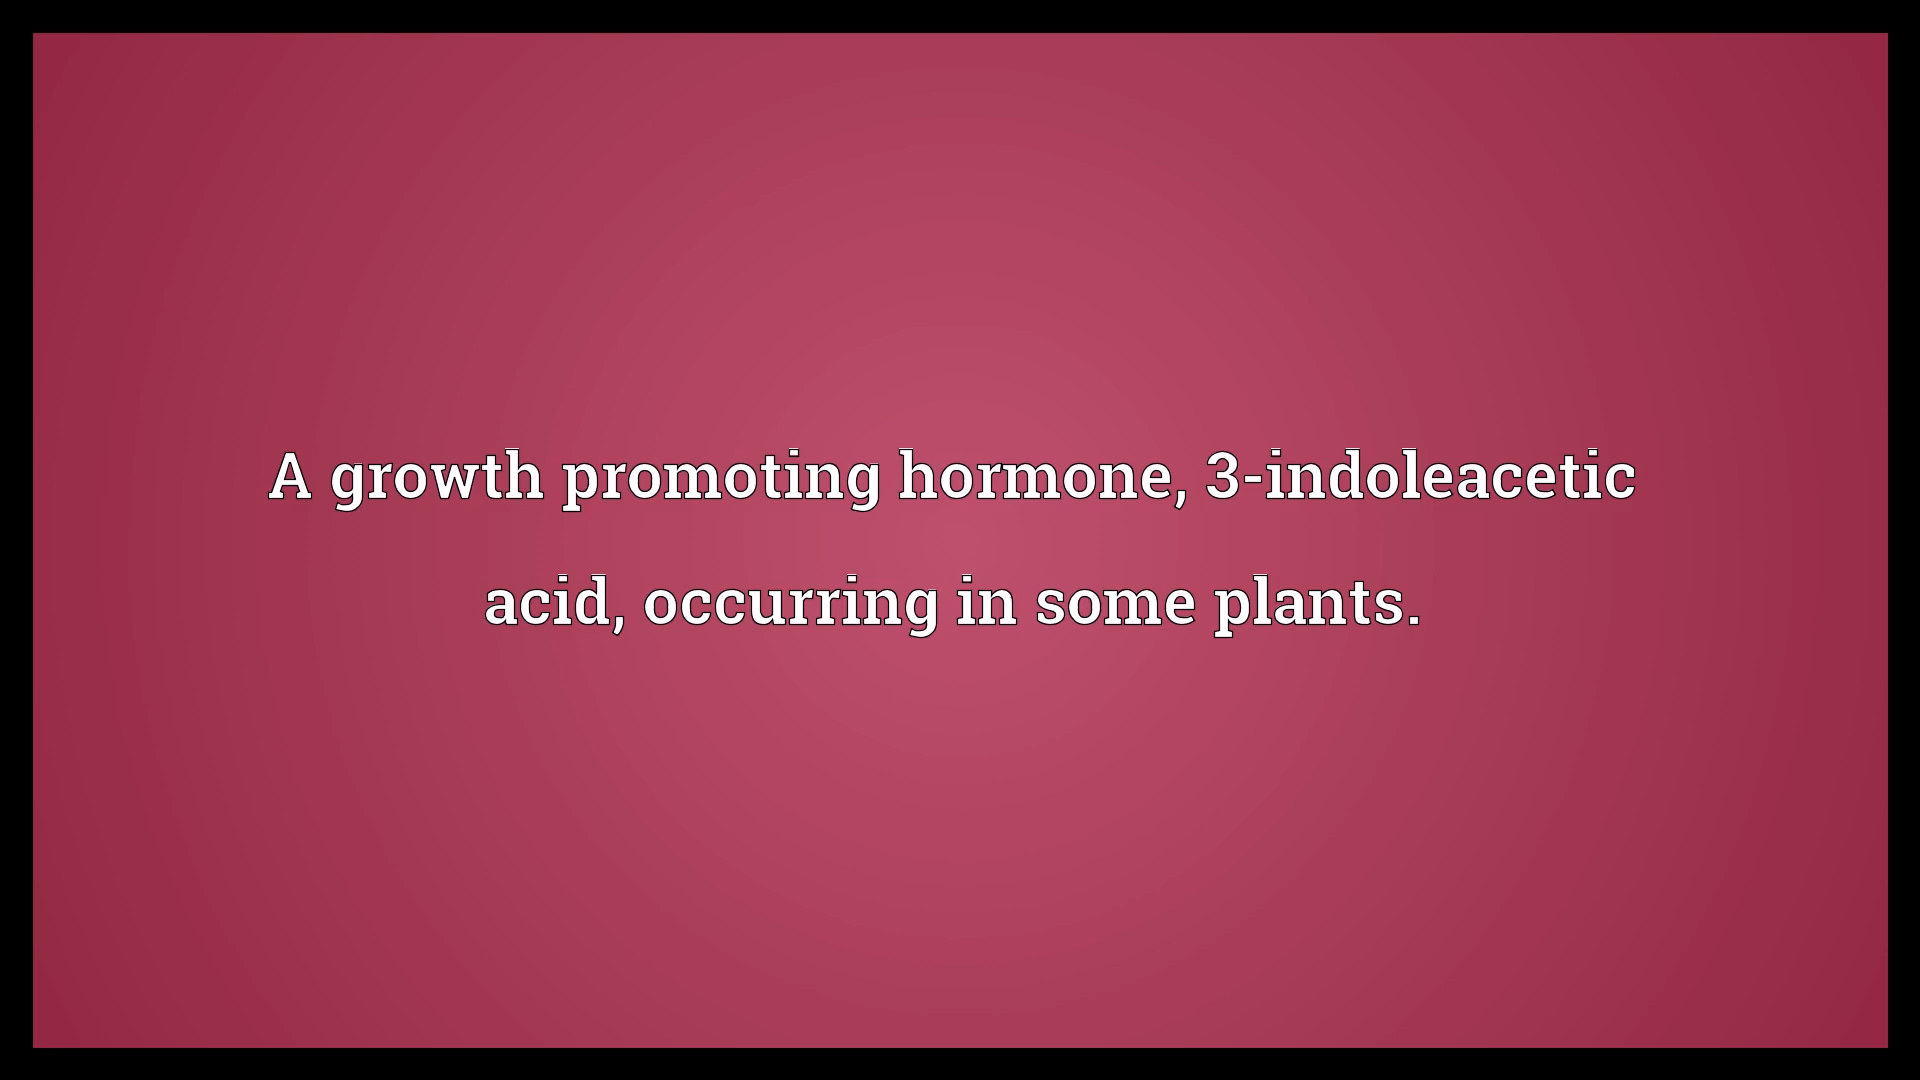 A growth promoting hormone, 3-indoleacetic
acid, occurring in some plants.